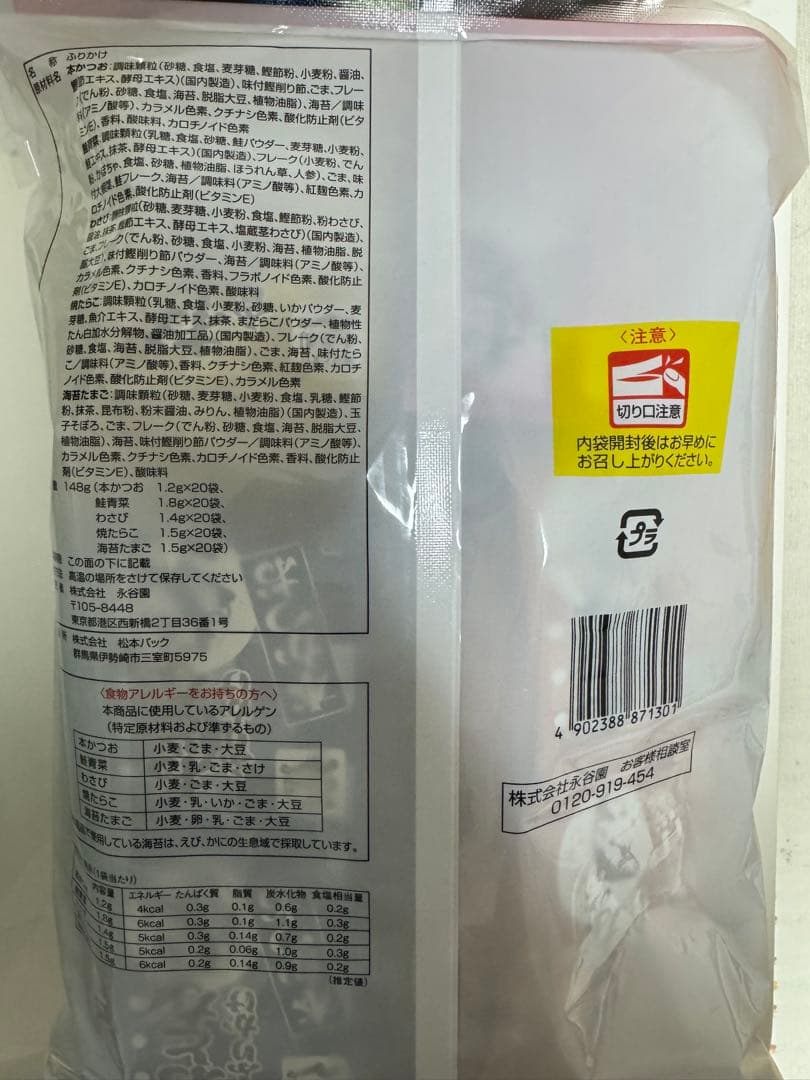 名 称 ふりかけ
原材料名 本かつお:調味顆粒(砂糖、食塩、麦芽糖、鰹節粉、小麦粉、醤油、
鰹節エキス、酵母エキス)(国内製造)、味付鰹削り節、ごま、フレー
ク(でん粉、砂糖、食塩、海苔、脱脂大豆、植物油脂)、海苔/調味
料(アミノ酸等)、カラメル色素、クチナシ色素、酸化防止剤(ビタ
ミンE)、香料、酸味料、カロチノイド色素
鮭青菜:調味顆粒(乳糖、食塩、砂糖、鮭パウダー、麦芽糖、小麦粉、
鮭エキス、抹茶、酵母エキス)(国内製造)、フレーク(小麦粉、でん
粉、かぼちゃ、食塩、砂糖、植物油脂、ほうれん草、人参)、ごま、味
付大根葉、鮭フレーク、海苔/調味料(アミノ酸等)、紅麹色素、カ
ロチノイド色素、酸化防止剤(ビタミンE)
わさび:調味顆粒(砂糖、麦芽糖、小麦粉、食塩、鰹節粉、粉わさび、
醤油、抹茶、鰹節エキス、酵母エキス、塩蔵茎わさび)(国内製造)、
ごま、フレーク(でん粉、砂糖、食塩、小麦粉、海苔、植物油脂、脱
脂大豆)、味付鰹削り節パウダー、海苔/調味料(アミノ酸等)、
カラメル色素、クチナシ色素、香料、フラボノイド色素、酸化防止
剤(ビタミンE)、カロチノイド色素、酸味料
焼たらこ:調味顆粒(乳糖、食塩、小麦粉、砂糖、いかパウダー、麦
芽糖、魚介エキス、酵母エキス、抹茶、まだらこパウダー、植物性
たん白加水分解物、醤油加工品)(国内製造)、フレーク(でん粉、
砂糖、食塩、海苔、脱脂大豆、植物油脂)、ごま、海苔、味付たら
こ/調味料(アミノ酸等)、香料、クチナシ色素、紅麹色素、カロチ
ノイド色素、酸化防止剤(ビタミンE)、カラメル色素
海苔たまご:調味顆粒(砂糖、麦芽糖、小麦粉、食塩、乳糖、鰹節
粉、抹茶、昆布粉、粉末醤油、みりん、植物油脂)(国内製造)、玉
子そぼろ、ごま、フレーク(でん粉、砂糖、食塩、海苔、脱脂大豆、
植物油脂)、海苔、味付鰹削り節パウダー/調味料(アミノ酸等)、
カラメル色素、クチナシ色素、カロチノイド色素、香料、酸化防止
剤(ビタミンE)、酸味料
量 148g(本かつお 1.2g×20袋、
鮭青菜 1.8g×20袋、
わさび 1.4g×20袋、
焼たらこ 1.5g×20袋、
海苔たまご 1.5g×20袋)
この面の下に記載
高温の場所をさけて保存してください
株式会社 永谷園
〒105-8448
東京都港区西新橋2丁目36番1号
所 株式会社 松本パック
群馬県伊勢崎市三室町5975
〈食物アレルギーをお持ちの方へ〉
本商品に使用しているアレルゲン
(特定原材料および準ずるもの)
本かつお 小麦・ごま・大豆
鮭青菜 小麦・乳・ごま・さけ
わさび 小麦・ごま・大豆
焼たらこ 小麦・乳・いか・ごま・大豆
海苔たまご 小麦・卵・乳・ごま・大豆
使用している海苔は、えび、かにの生息域で採取しています。
(1袋当たり)
内容量 エネルギー たんぱく質 脂質 炭水化物 食塩相当量
1.2g 4kcal 0.3g 0.1g 0.6g 0.2g
1.8g 6kcal 0.3g 0.1g 1.1g 0.3g
1.4g 5kcal 0.3g 0.14g 0.7g 0.2g
1.5g 5kcal 0.2g 0.06g 1.0g 0.3g
1.5g 6kcal 0.2g 0.14g 0.9g 0.2g
(推定値)
〈注意〉
切り口注意
内袋開封後はお早めに
お召し上がりください。
プラ
4 902388 871301
株式会社永谷園 お客様相談室
0120-919-454